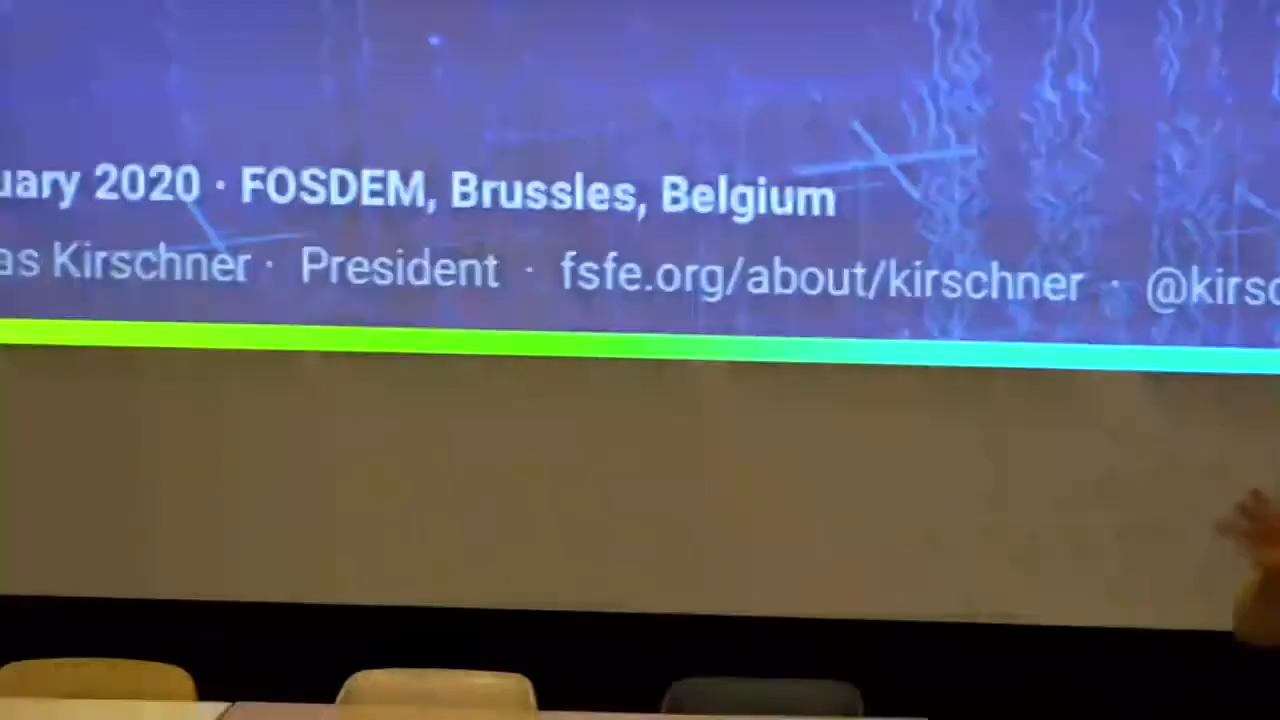 uary 2020 · FOSDEM, Brussles, Belgium
as Kirschner · President · fsfe.org/about/kirschner · @kirsc